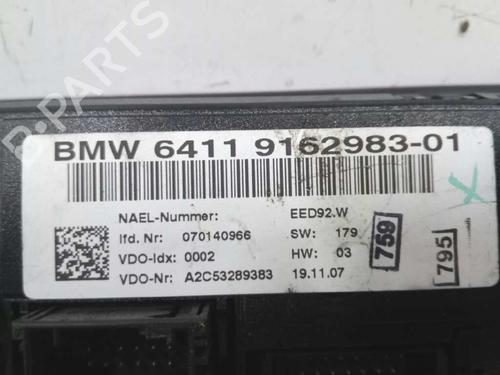 B-PARTS
BMW 6411 9162983-01
NAEL-Nummer: EED92.W
lfd. Nr: 070140966 SW: 179
VDO-Idx: 0002 HW: 03
VDO-Nr: A2C53289383 19.11.07
759
795